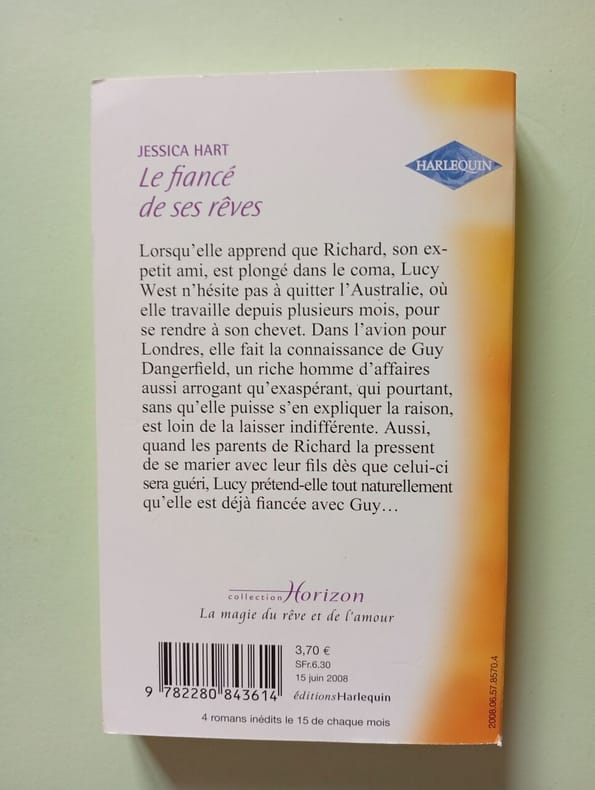 JESSICA HART
Le fiancé
de ses rêves
HARLEQUIN
Lorsqu'elle apprend que Richard, son ex-
petit ami, est plongé dans le coma, Lucy
West n'hésite pas à quitter l'Australie, où
elle travaille depuis plusieurs mois, pour
se rendre à son chevet. Dans l'avion pour
Londres, elle fait la connaissance de Guy
Dangerfield, un riche homme d'affaires
aussi arrogant qu'exaspérant, qui pourtant,
sans qu'elle puisse s'en expliquer la raison,
est loin de la laisser indifférente. Aussi,
quand les parents de Richard la pressent
de se marier avec leur fils dès que celui-ci
sera guéri, Lucy prétend-elle tout naturellement
qu'elle est déjà fiancée avec Guy…
collection Horizon
La magie du rêve et de l'amour
3,70 €
SFr.6.30
15 juin 2008
éditionsHarlequin
9 782280 843614
4 romans inédits le 15 de chaque mois
2008.06.57.8570.4